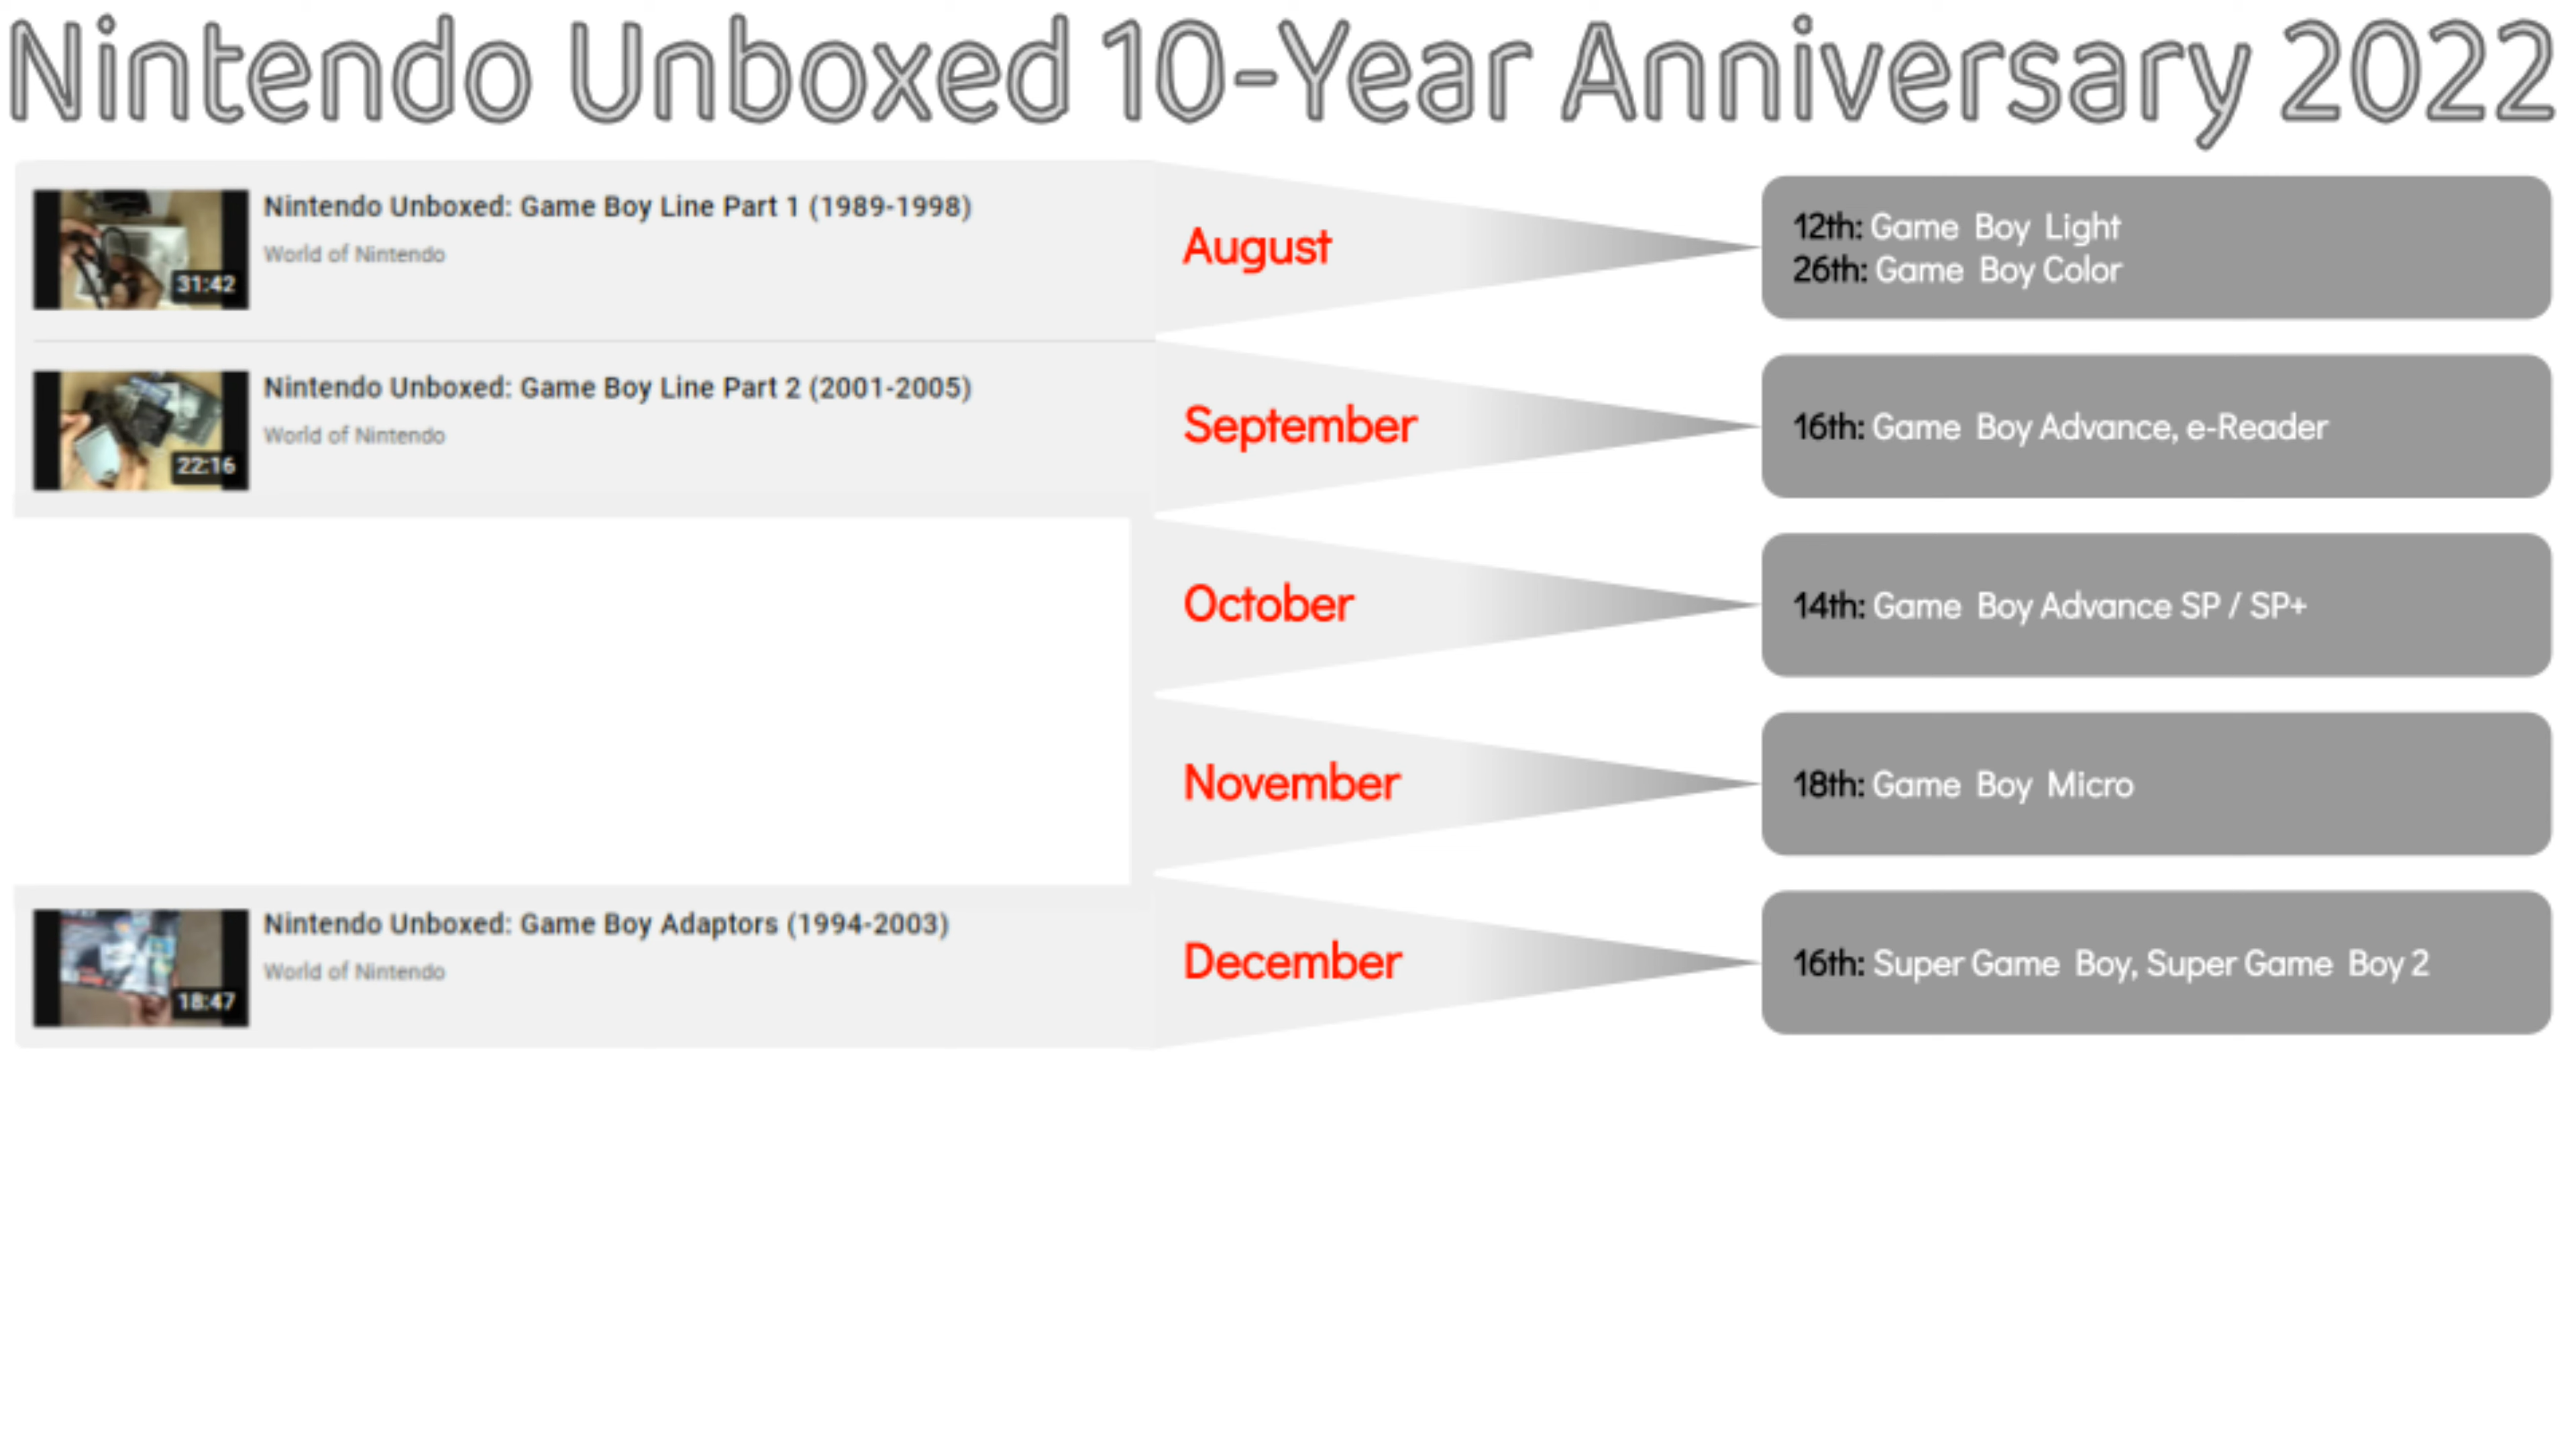 Nintendo Unboxed 10-Year Anniversary 2022
Nintendo Unboxed: Game Boy Line Part 1 (1989-1998)
World of Nintendo
31:42
August
12th: Game Boy Light
26th: Game Boy Color
Nintendo Unboxed: Game Boy Line Part 2 (2001-2005)
World of Nintendo
22:16
September
16th: Game Boy Advance, e-Reader
October
14th: Game Boy Advance SP / SP+
November
18th: Game Boy Micro
Nintendo Unboxed: Game Boy Adaptors (1994-2003)
World of Nintendo
18:47
December
16th: Super Game Boy, Super Game Boy 2